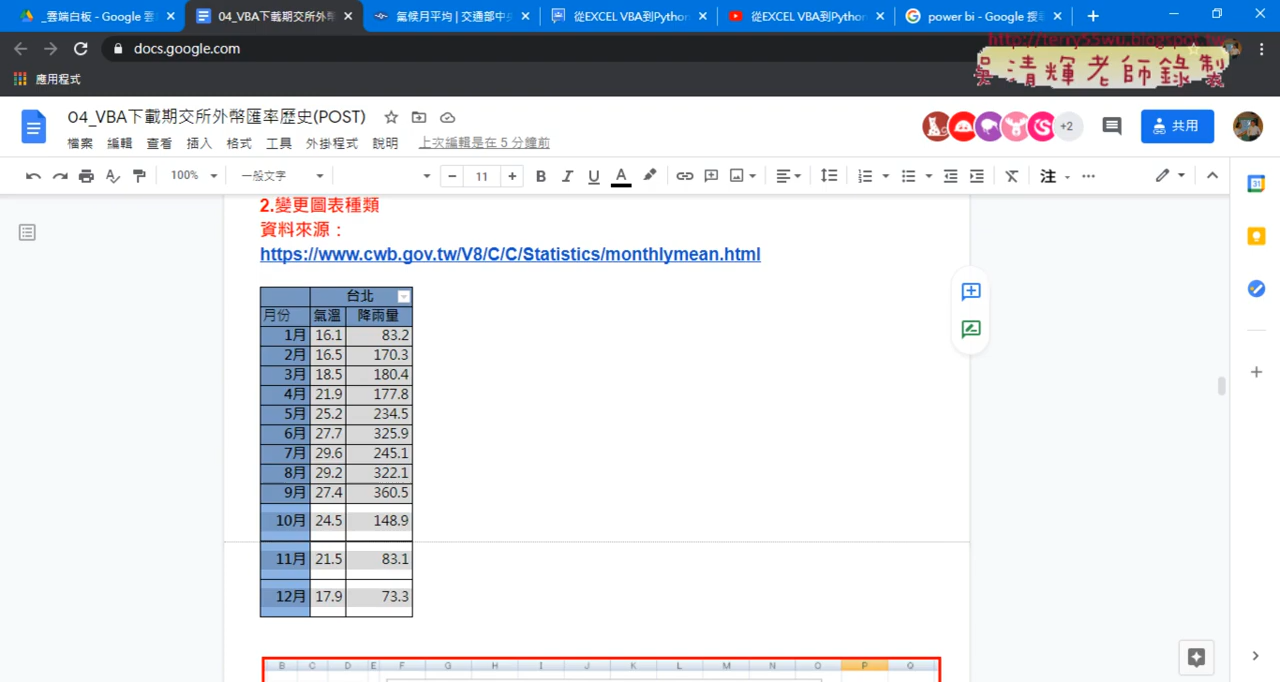 _雲端白板 - Google 雲
04_VBA下載期交所外幣
氣候月平均 | 交通部中央
從EXCEL VBA到Python
從EXCEL VBA到Python
power bi - Google 搜尋
docs.google.com
http://terry55wu.blogspot.tw
吳清輝老師錄製
應用程式
04_VBA下載期交所外幣匯率歷史(POST)
+2
共用
檔案 編輯 查看 插入 格式 工具 外掛程式 說明 上次編輯是在 5 分鐘前
100% 一般文字 11 B I U A 注
2.變更圖表種類
資料來源：
https://www.cwb.gov.tw/V8/C/C/Statistics/monthlymean.html
台北
月份 氣溫 降雨量
1月 16.1 83.2
2月 16.5 170.3
3月 18.5 180.4
4月 21.9 177.8
5月 25.2 234.5
6月 27.7 325.9
7月 29.6 245.1
8月 29.2 322.1
9月 27.4 360.5
10月 24.5 148.9
11月 21.5 83.1
12月 17.9 73.3
B C D E F G H I J K L M N O P Q
31